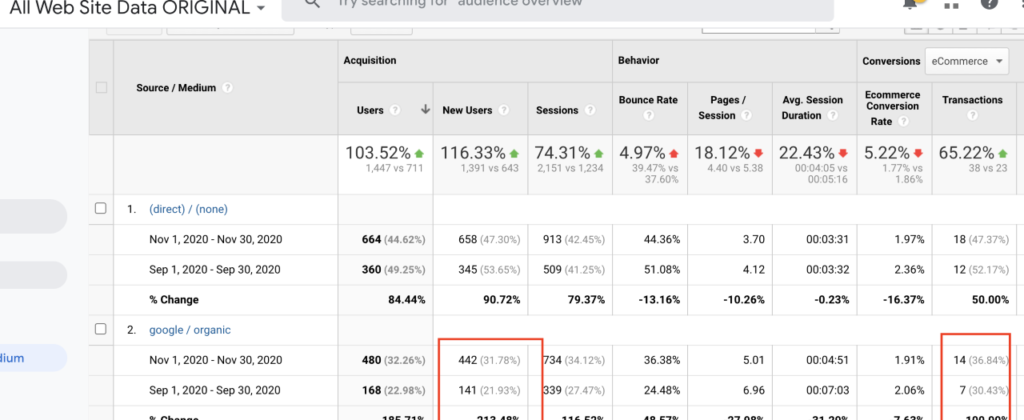 All Web Site Data ORIGINAL
Try searching for "audience overview"
Acquisition Behavior Conversions eCommerce
Source / Medium Users New Users Sessions Bounce Rate Pages / Session Avg. Session Duration Ecommerce Conversion Rate Transactions
103.52% 116.33% 74.31% 4.97% 18.12% 22.43% 5.22% 65.22%
1,447 vs 711 1,391 vs 643 2,151 vs 1,234 39.47% vs 37.60% 4.40 vs 5.38 00:04:05 vs 00:05:16 1.77% vs 1.86% 38 vs 23
1. (direct) / (none)
Nov 1, 2020 - Nov 30, 2020 664 (44.62%) 658 (47.30%) 913 (42.45%) 44.36% 3.70 00:03:31 1.97% 18 (47.37%)
Sep 1, 2020 - Sep 30, 2020 360 (49.25%) 345 (53.65%) 509 (41.25%) 51.08% 4.12 00:03:32 2.36% 12 (52.17%)
% Change 84.44% 90.72% 79.37% -13.16% -10.26% -0.23% -16.37% 50.00%
2. google / organic
Nov 1, 2020 - Nov 30, 2020 480 (32.26%) 442 (31.78%) 734 (34.12%) 36.38% 5.01 00:04:51 1.91% 14 (36.84%)
dium
Sep 1, 2020 - Sep 30, 2020 168 (22.98%) 141 (21.93%) 339 (27.47%) 24.48% 6.96 00:07:03 2.06% 7 (30.43%)
% Change 185.71% 213.48% 116.52% 48.57%